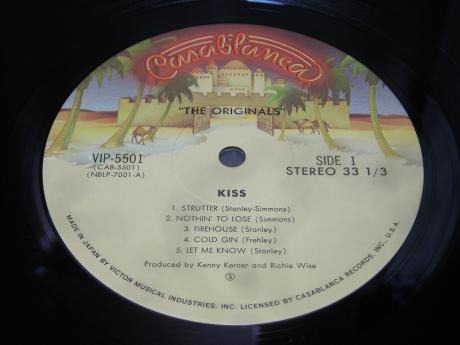 Casablanca
"THE ORIGINALS"
VIP-5501
(CAB-5501)
(NBLP-7001-A)
SIDE 1
STEREO 33 1/3
KISS
1. STRUTTER (Stanley-Simmons)
2. NOTHIN' TO LOSE (Simmons)
3. FIREHOUSE (Stanley)
4. COLD GIN (Frehley)
5. LET ME KNOW (Stanley)
Produced by Kenny Kerner and Richie Wise
Ⓢ
MADE IN JAPAN BY VICTOR MUSICAL INDUSTRIES, INC. LICENSED BY CASABLANCA RECORDS, INC., U.S.A.